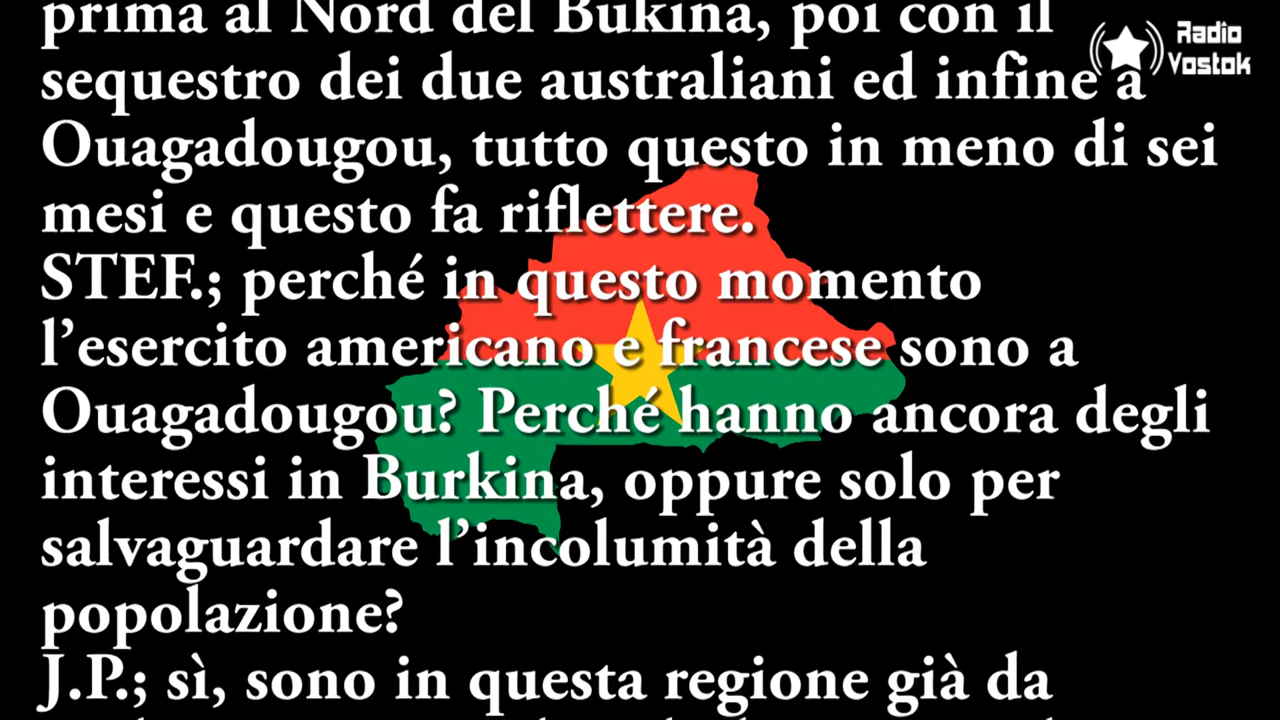 prima al Nord del Bukina, poi con il
sequestro dei due australiani ed infine a
Ouagadougou, tutto questo in meno di sei
mesi e questo fa riflettere.
STEF.; perché in questo momento
l’esercito americano e francese sono a
Ouagadougou? Perché hanno ancora degli
interessi in Burkina, oppure solo per
salvaguardare l’incolumità della
popolazione?
J.P.; sì, sono in questa regione già da
Radio
Vostok